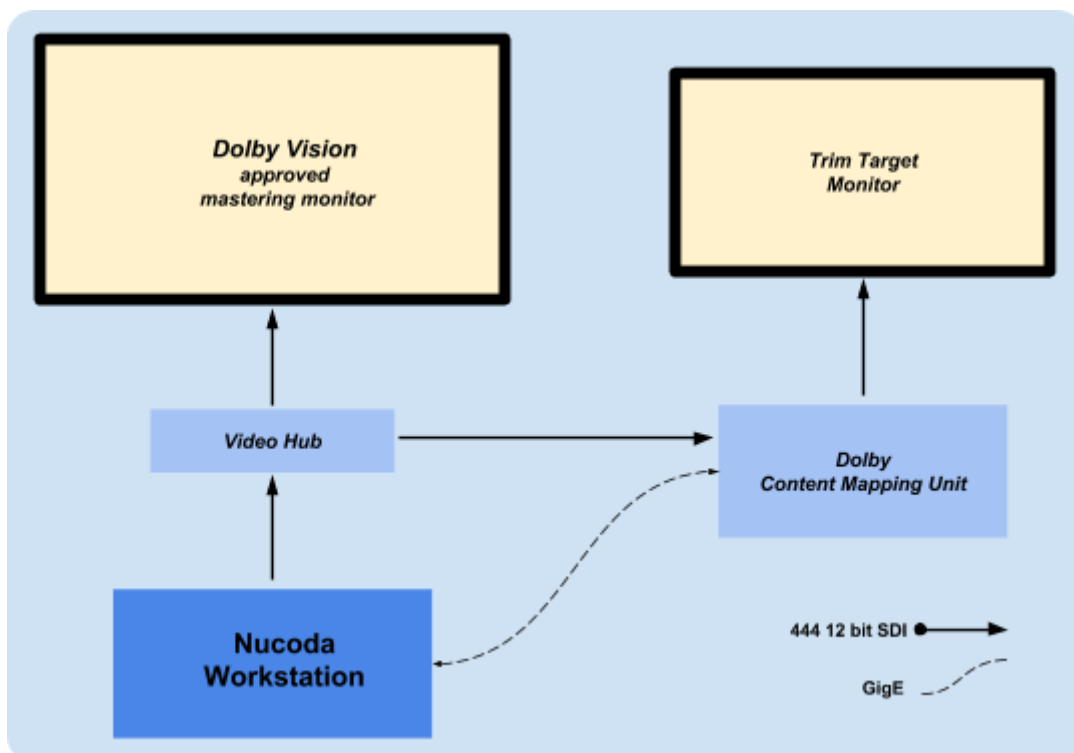 Dolby Vision
approved
mastering monitor
Trim Target
Monitor
Video Hub
Dolby
Content Mapping Unit
Nucoda
Workstation
444 12 bit SDI
GigE